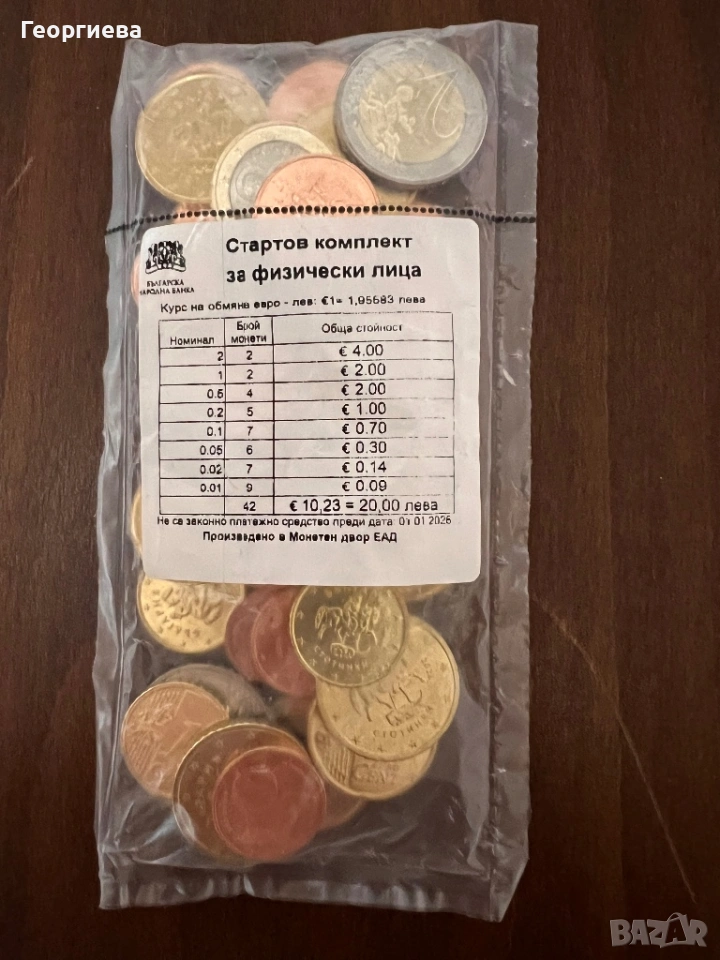 Георгиева
2
БЪЛГАРСКА
НАРОДНА БАНКА
Стартов комплект
за физически лица
Курс на обмяна евро - лев: €1= 1,95583 лева
Номинал Брой монети Обща стойност
2 2 € 4.00
1 2 € 2.00
0.5 4 € 2.00
0.2 5 € 1.00
0.1 7 € 0.70
0.05 6 € 0.30
0.02 7 € 0.14
0.01 9 € 0.09
42 € 10,23 = 20,00 лева
Не са законно платежно средство преди дата: 01.01.2026
Произведено в Монетен двор ЕАД
БЪЛГАРИЯ
СТОТИНКИ
СТОТИНКИ
BAZAR